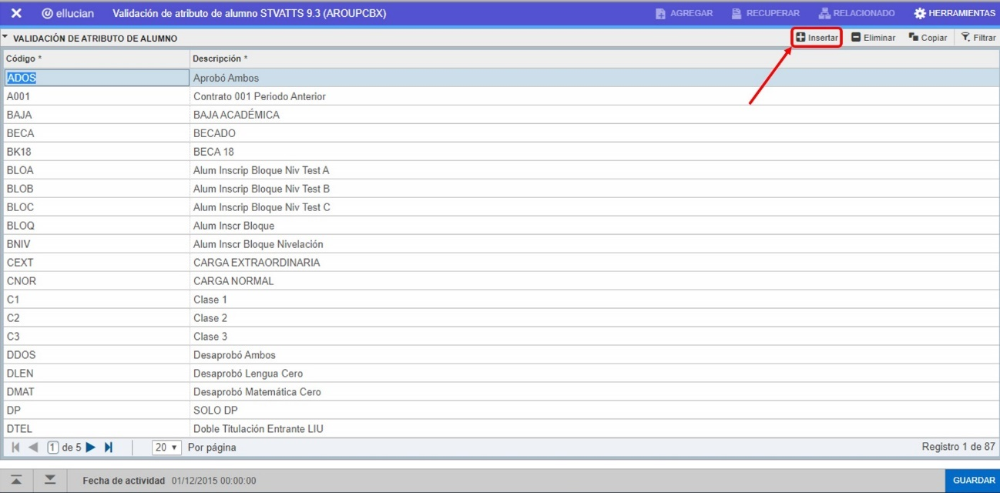 ellucian Validación de atributo de alumno STVATTS 9.3 (AROUPCBX) AGREGAR RECUPERAR RELACIONADO HERRAMIENTAS
VALIDACIÓN DE ATRIBUTO DE ALUMNO Insertar Eliminar Copiar Filtrar
Código * Descripción *
ADOS Aprobó Ambos
A001 Contrato 001 Periodo Anterior
BAJA BAJA ACADÉMICA
BECA BECADO
BK18 BECA 18
BLOA Alum Inscrip Bloque Niv Test A
BLOB Alum Inscrip Bloque Niv Test B
BLOC Alum Inscrip Bloque Niv Test C
BLOQ Alum Inscr Bloque
BNIV Alum Inscr Bloque Nivelación
CEXT CARGA EXTRAORDINARIA
CNOR CARGA NORMAL
C1 Clase 1
C2 Clase 2
C3 Clase 3
DDOS Desaprobó Ambos
DLEN Desaprobó Lengua Cero
DMAT Desaprobó Matemática Cero
DP SOLO DP
DTEL Doble Titulación Entrante LIU
1 de 5 20 Por página Registro 1 de 87
Fecha de actividad 01/12/2015 00:00:00 GUARDAR